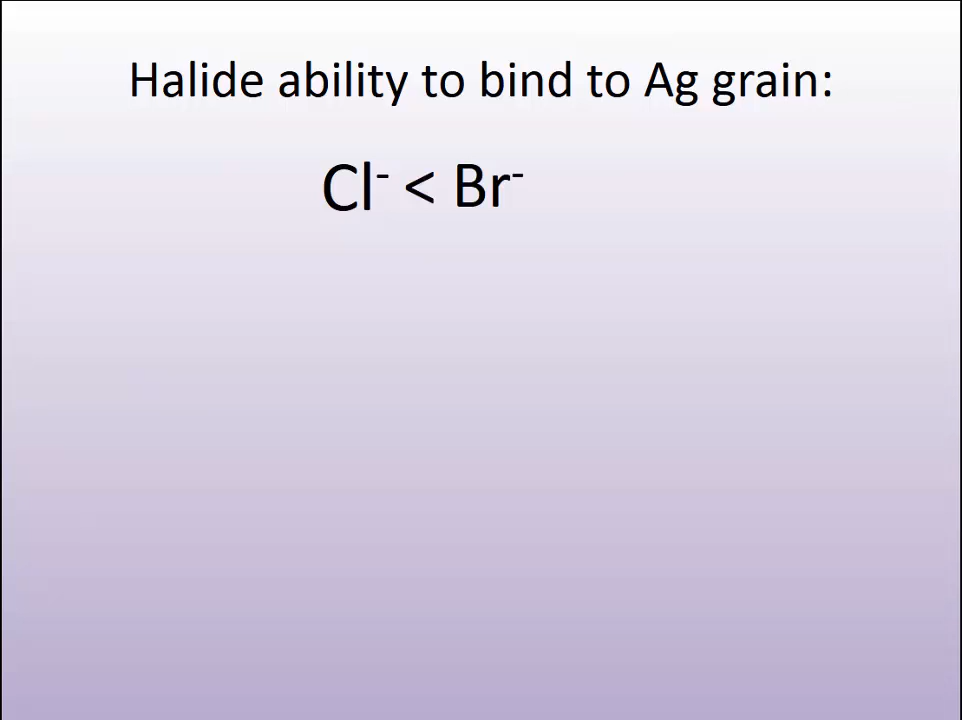 Halide ability to bind to Ag grain:
Cl⁻ < Br⁻